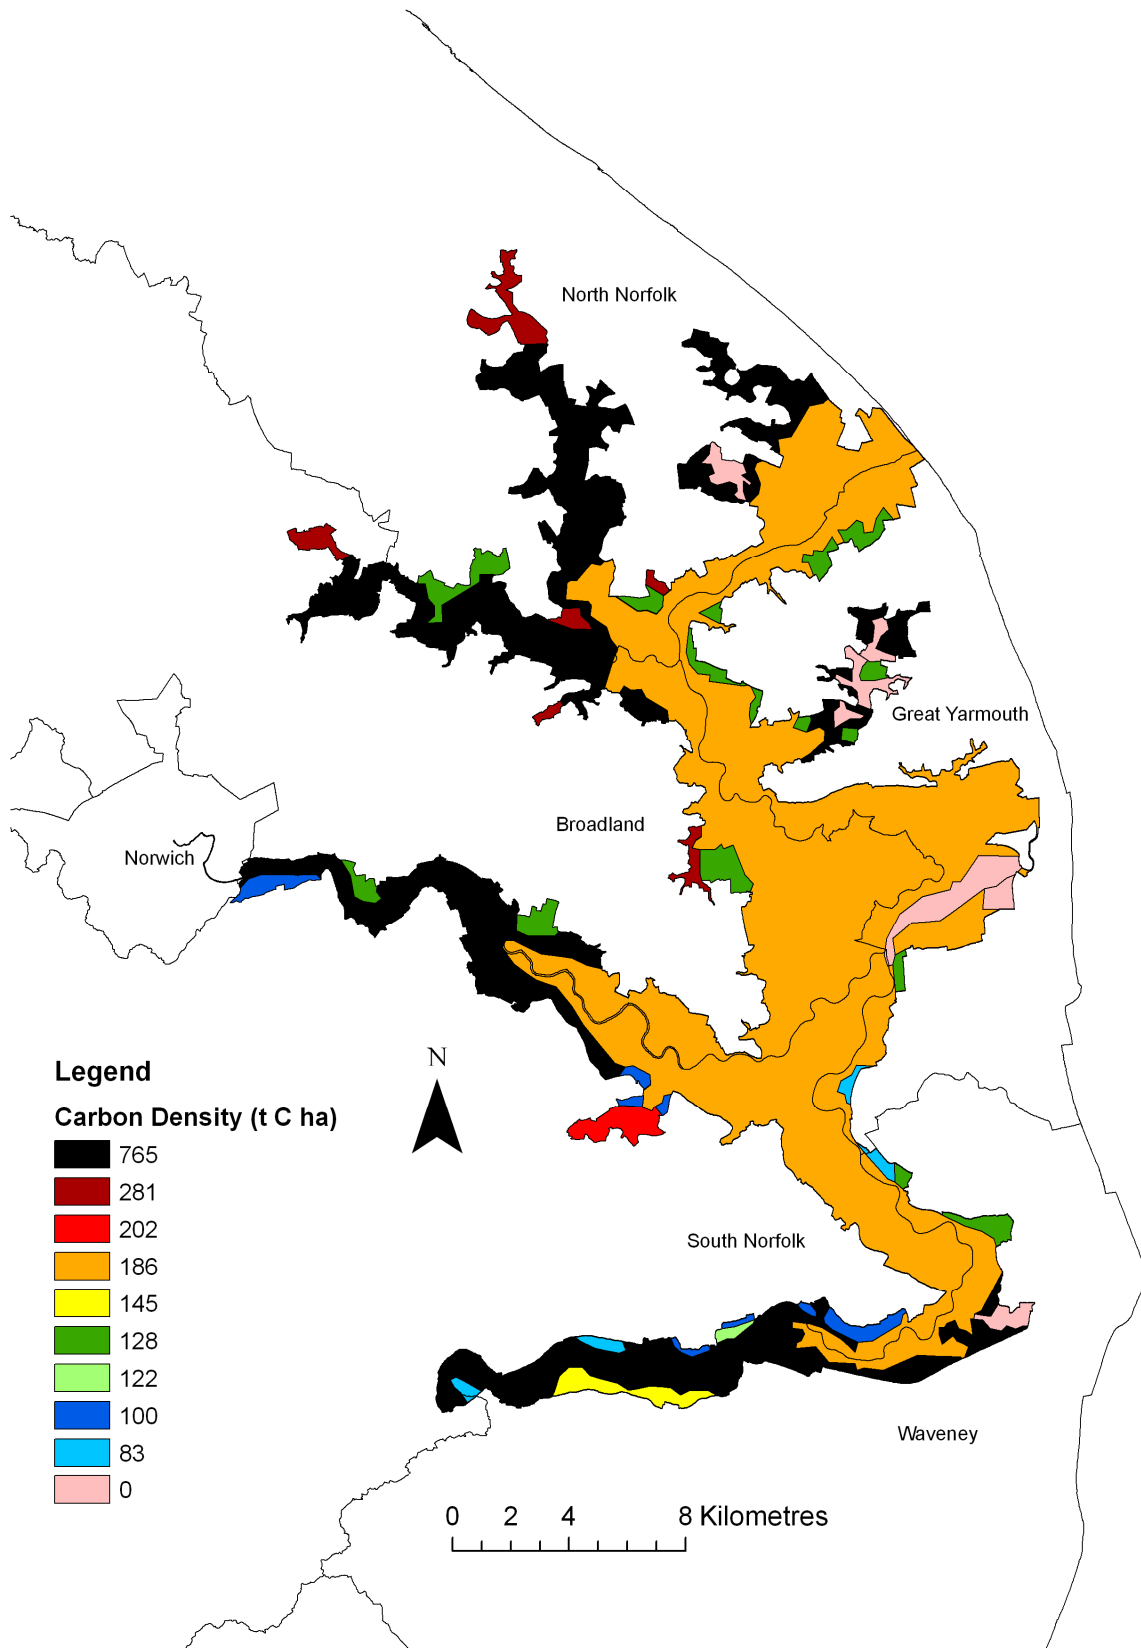 North Norfolk
Great Yarmouth
Broadland
Norwich
N
Legend
Carbon Density (t C ha)
765
281
202
186
145
128
122
100
83
0
South Norfolk
Waveney
0 2 4 8 Kilometres